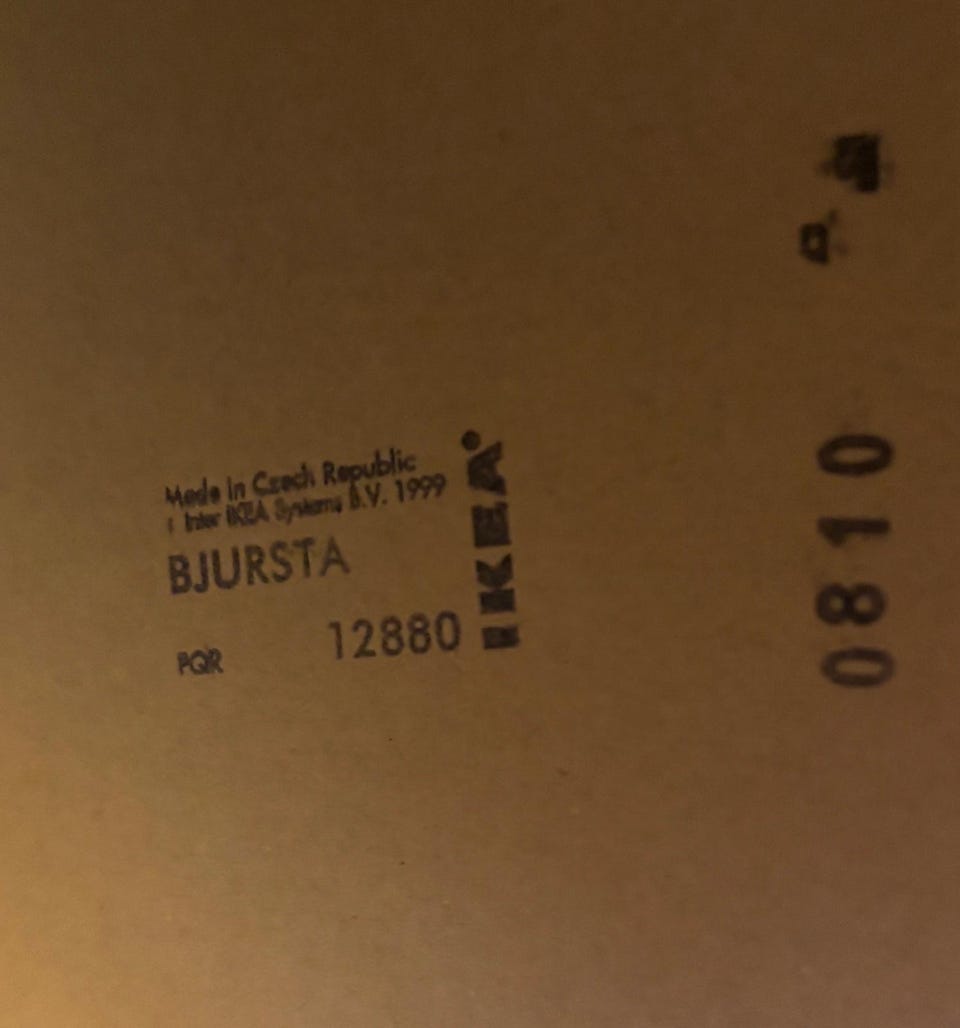 Made in Czech Republic
Inter IKEA Systems B.V. 1999
BJURSTA
PQR 12880
IKEA
0810